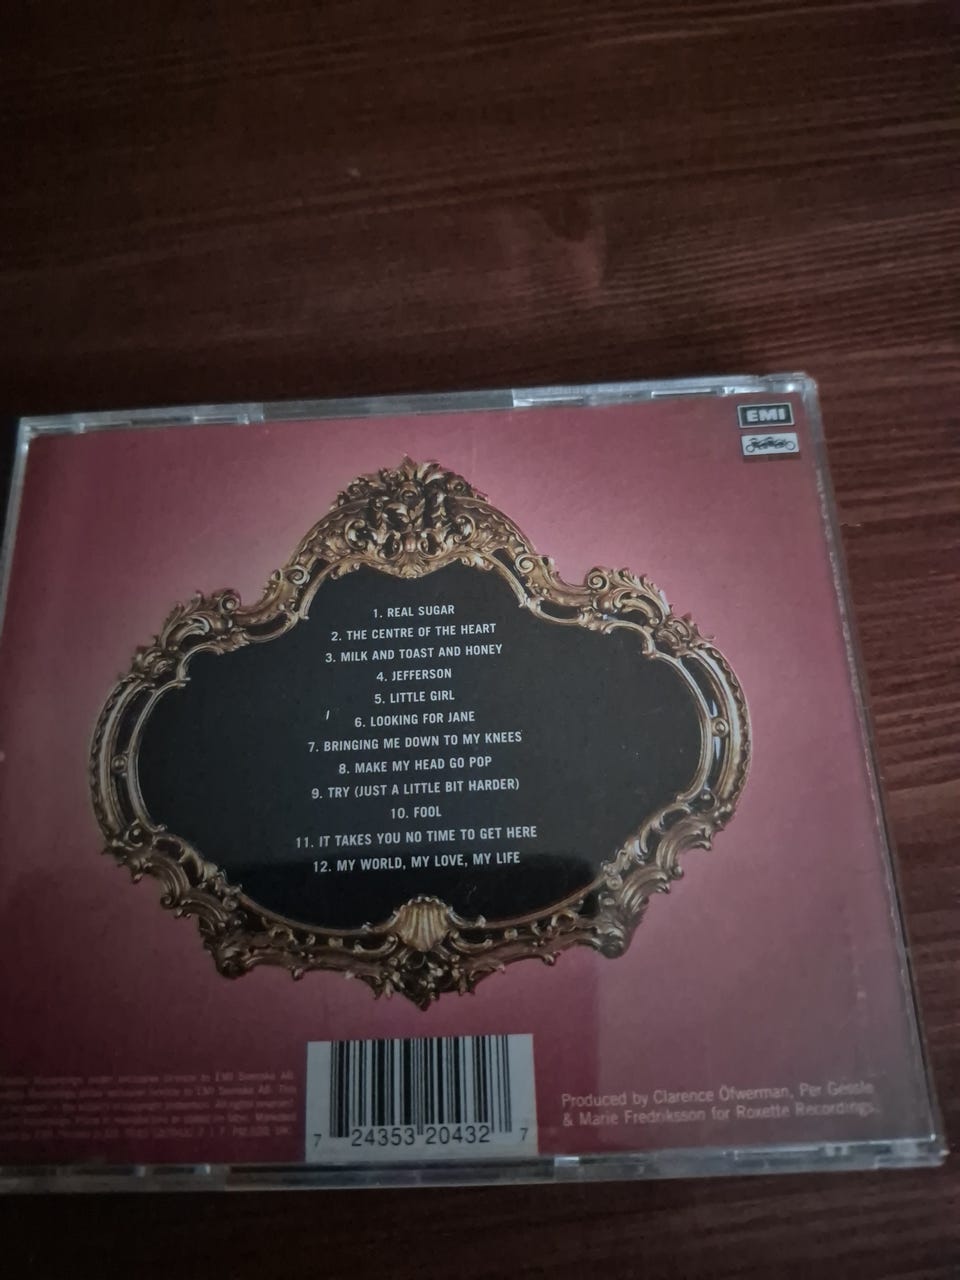 EMI
1. REAL SUGAR
2. THE CENTRE OF THE HEART
3. MILK AND TOAST AND HONEY
4. JEFFERSON
5. LITTLE GIRL
6. LOOKING FOR JANE
7. BRINGING ME DOWN TO MY KNEES
8. MAKE MY HEAD GO POP
9. TRY (JUST A LITTLE BIT HARDER)
10. FOOL
11. IT TAKES YOU NO TIME TO GET HERE
12. MY WORLD, MY LOVE, MY LIFE
7 24353 20432 7
Produced by Clarence Öfwerman, Per Gessle
& Marie Fredriksson for Roxette Recordings.